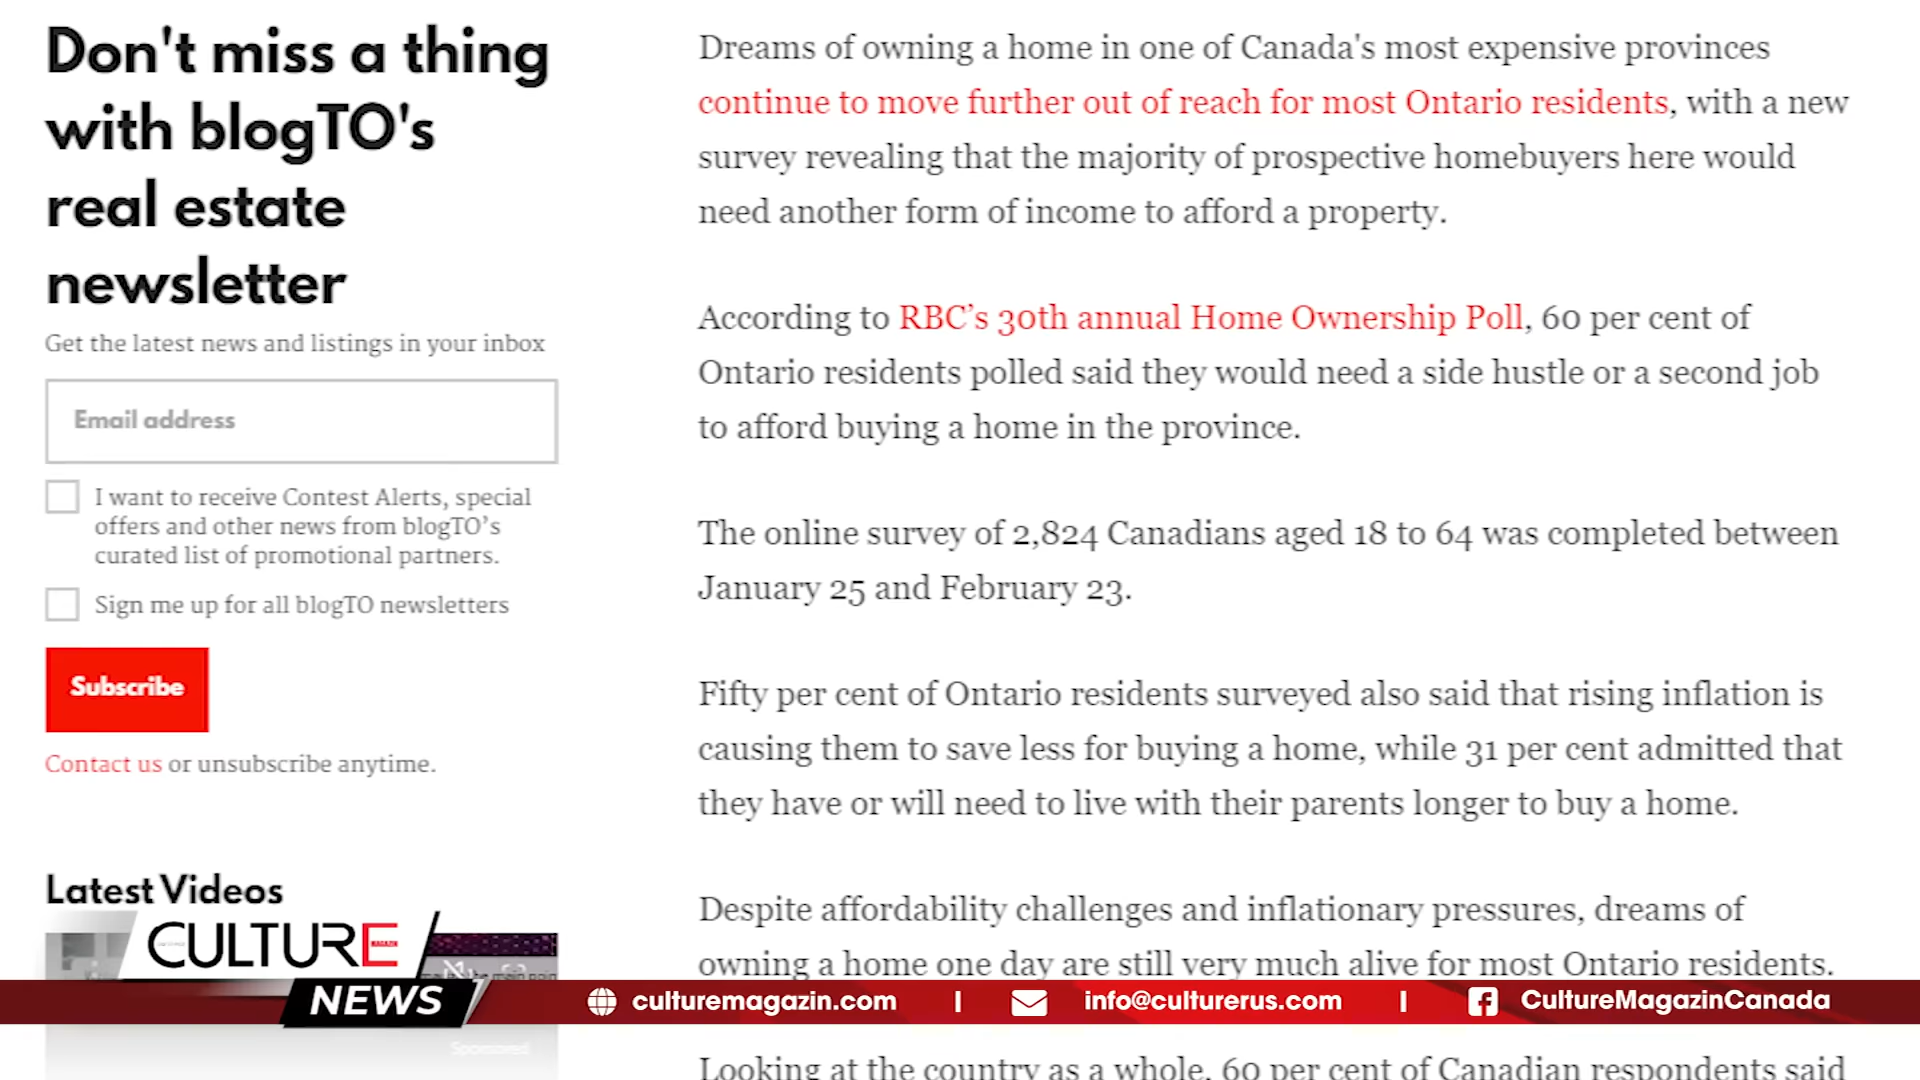 Don't miss a thing
with blogTO's
real estate
newsletter
Get the latest news and listings in your inbox
Email address
I want to receive Contest Alerts, special
offers and other news from blogTO's
curated list of promotional partners.
Sign me up for all blogTO newsletters
Subscribe
Contact us or unsubscribe anytime.
Latest Videos
Dreams of owning a home in one of Canada's most expensive provinces
continue to move further out of reach for most Ontario residents, with a new
survey revealing that the majority of prospective homebuyers here would
need another form of income to afford a property.
According to RBC’s 30th annual Home Ownership Poll, 60 per cent of
Ontario residents polled said they would need a side hustle or a second job
to afford buying a home in the province.
The online survey of 2,824 Canadians aged 18 to 64 was completed between
January 25 and February 23.
Fifty per cent of Ontario residents surveyed also said that rising inflation is
causing them to save less for buying a home, while 31 per cent admitted that
they have or will need to live with their parents longer to buy a home.
Despite affordability challenges and inflationary pressures, dreams of
owning a home one day are still very much alive for most Ontario residents.
Looking at the country as a whole, 60 per cent of Canadian respondents said
CULTURE
MAGAZIN
NEWS
culturemagazin.com | info@culturerus.com | CultureMagazinCanada
Sponsored